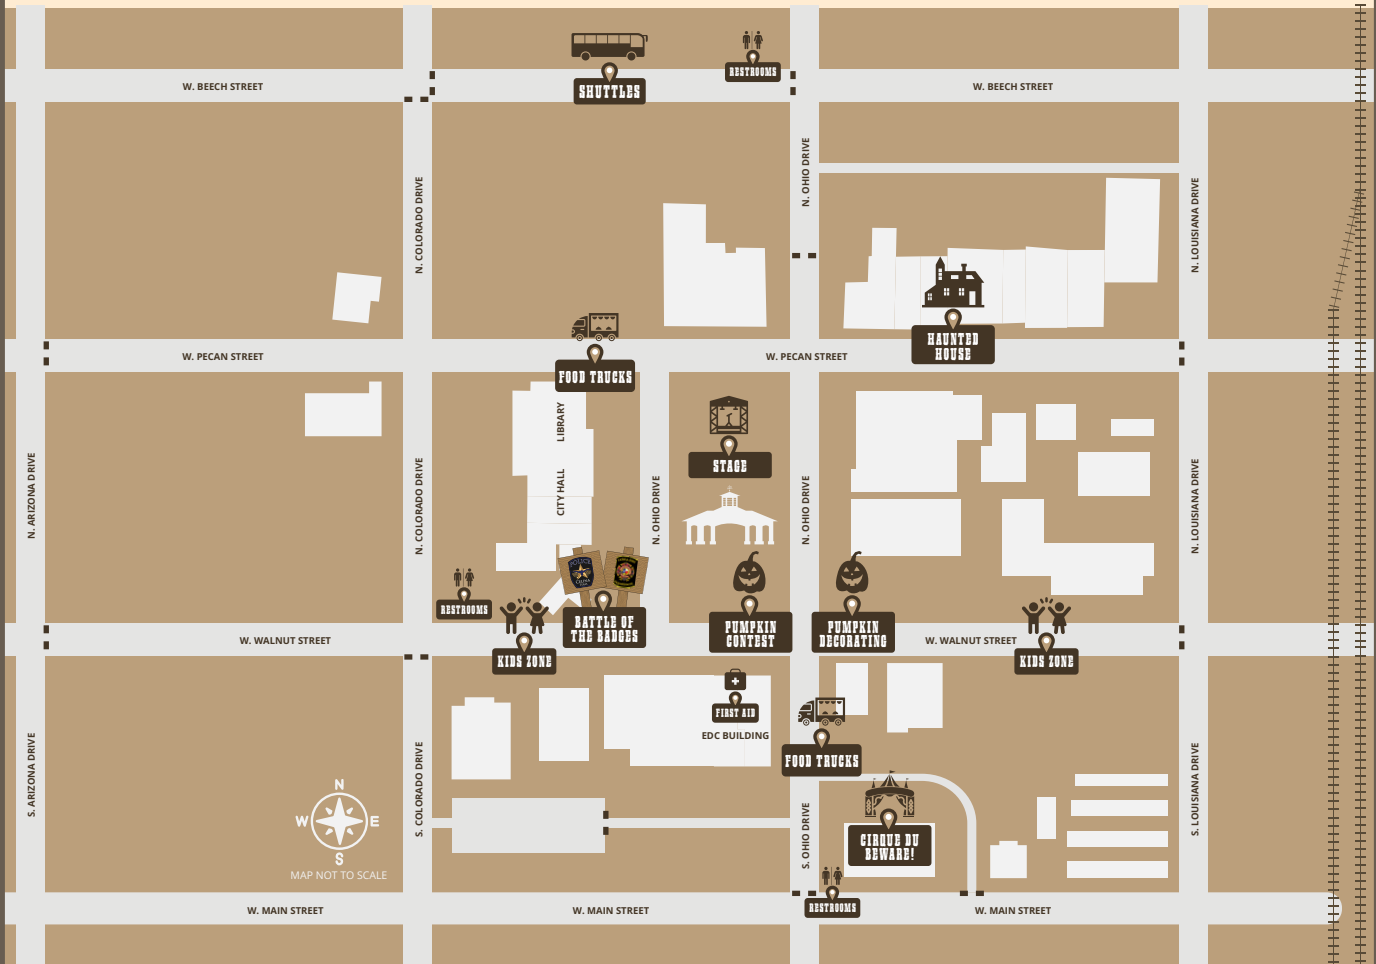 RESTROOMS
SHUTTLES
W. BEECH STREET
W. BEECH STREET
N. OHIO DRIVE
N. COLORADO DRIVE
N. LOUISIANA DRIVE
HAUNTED
HOUSE
W. PECAN STREET
W. PECAN STREET
FOOD TRUCKS
LIBRARY
CITY HALL
STAGE
N. ARIZONA DRIVE
N. COLORADO DRIVE
N. OHIO DRIVE
N. OHIO DRIVE
N. LOUISIANA DRIVE
POLICE
CELINA
RESTROOMS
BATTLE OF
THE BADGES
PUMPKIN
CONTEST
PUMPKIN
DECORATING
W. WALNUT STREET
W. WALNUT STREET
KIDS ZONE
KIDS ZONE
FIRST AID
EDC BUILDING
FOOD TRUCKS
S. ARIZONA DRIVE
S. COLORADO DRIVE
S. OHIO DRIVE
S. LOUISIANA DRIVE
CIRQUE DU
BEWARE!
N
W
E
S
MAP NOT TO SCALE
RESTROOMS
W. MAIN STREET
W. MAIN STREET
W. MAIN STREET